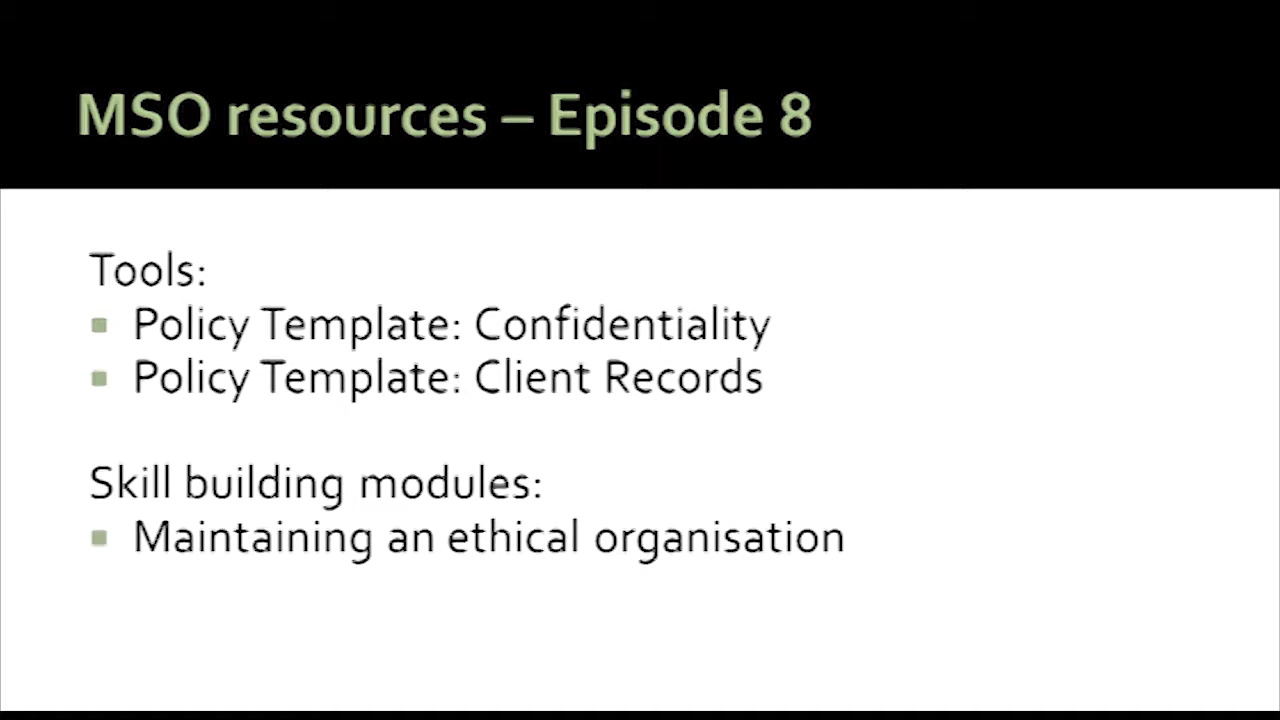 MSO resources – Episode 8
Tools:
Policy Template: Confidentiality
Policy Template: Client Records
Skill building modules:
Maintaining an ethical organisation